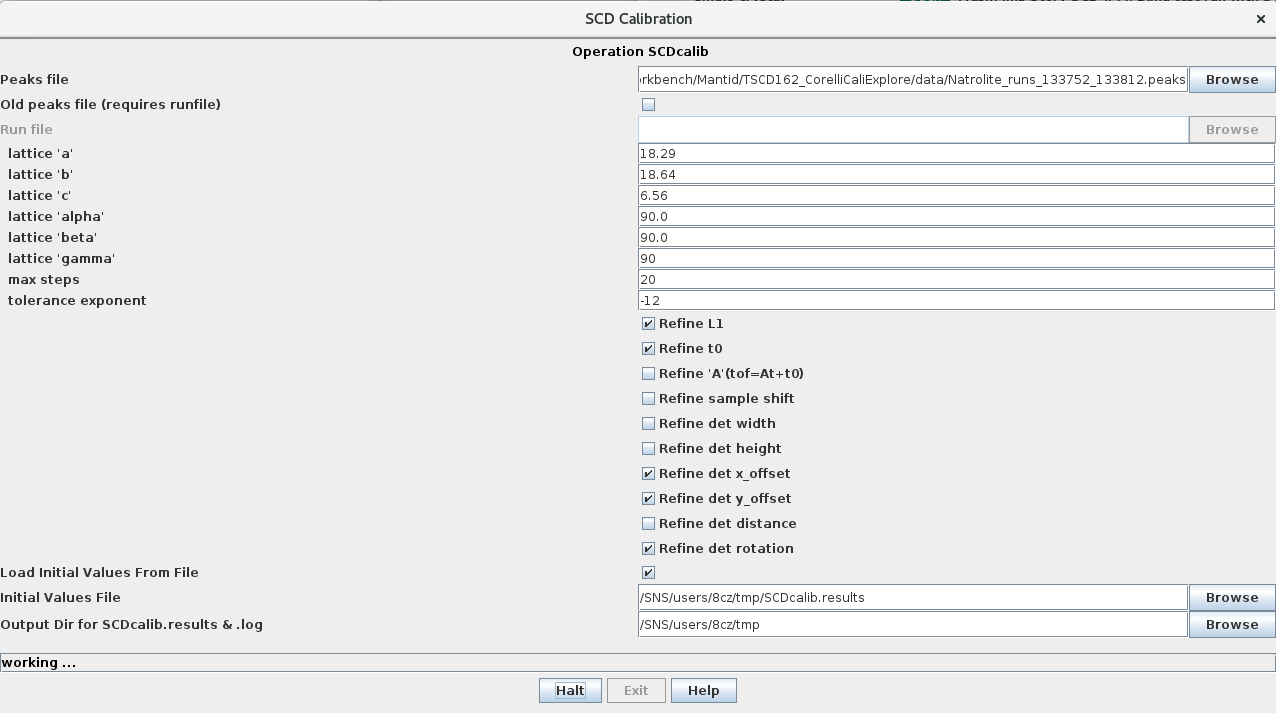 SCD Calibration ×
Operation SCDcalib
Peaks file rkbench/Mantid/TSCD162_CorelliCaliExplore/data/Natrolite_runs_133752_133812.peaks Browse
Old peaks file (requires runfile)
Run file Browse
lattice 'a' 18.29
lattice 'b' 18.64
lattice 'c' 6.56
lattice 'alpha' 90.0
lattice 'beta' 90.0
lattice 'gamma' 90
max steps 20
tolerance exponent -12
Refine L1
Refine t0
Refine 'A'(tof=At+t0)
Refine sample shift
Refine det width
Refine det height
Refine det x_offset
Refine det y_offset
Refine det distance
Refine det rotation
Load Initial Values From File
Initial Values File /SNS/users/8cz/tmp/SCDcalib.results Browse
Output Dir for SCDcalib.results & .log /SNS/users/8cz/tmp Browse
working ...
Halt Exit Help